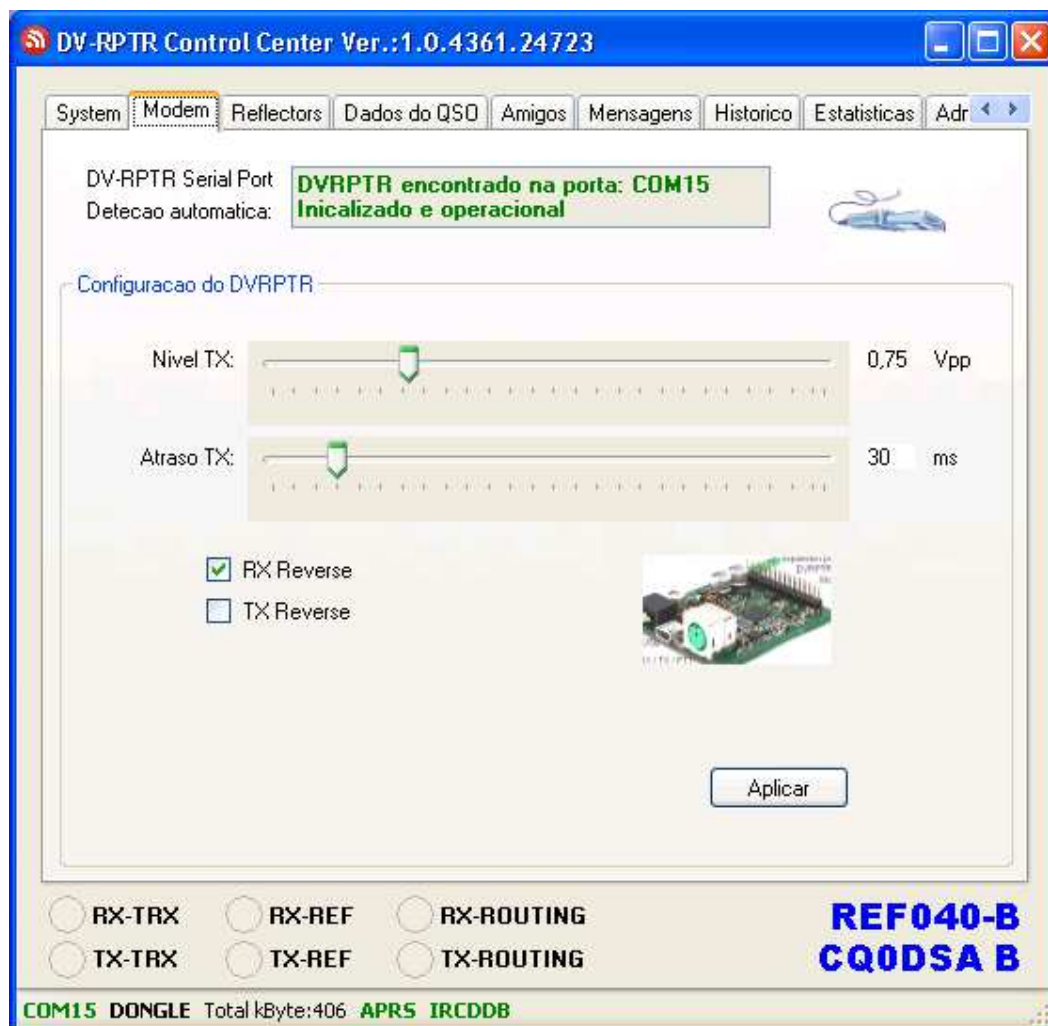 DV-RPTR Control Center Ver.:1.0.4361.24723
System Modem Reflectors Dados do QSO Amigos Mensagens Historico Estatisticas Adr
DV-RPTR Serial Port
Detecao automatica:
DVRPTR encontrado na porta: COM15
Inicalizado e operacional
Configuracao do DVRPTR
Nivel TX: 0,75 Vpp
Atraso TX: 30 ms
RX Reverse
TX Reverse
DVRPTR
Aplicar
RX-TRX RX-REF RX-ROUTING REF040-B
TX-TRX TX-REF TX-ROUTING CQ0DSA B
COM15 DONGLE Total kByte:406 APRS IRCDDB